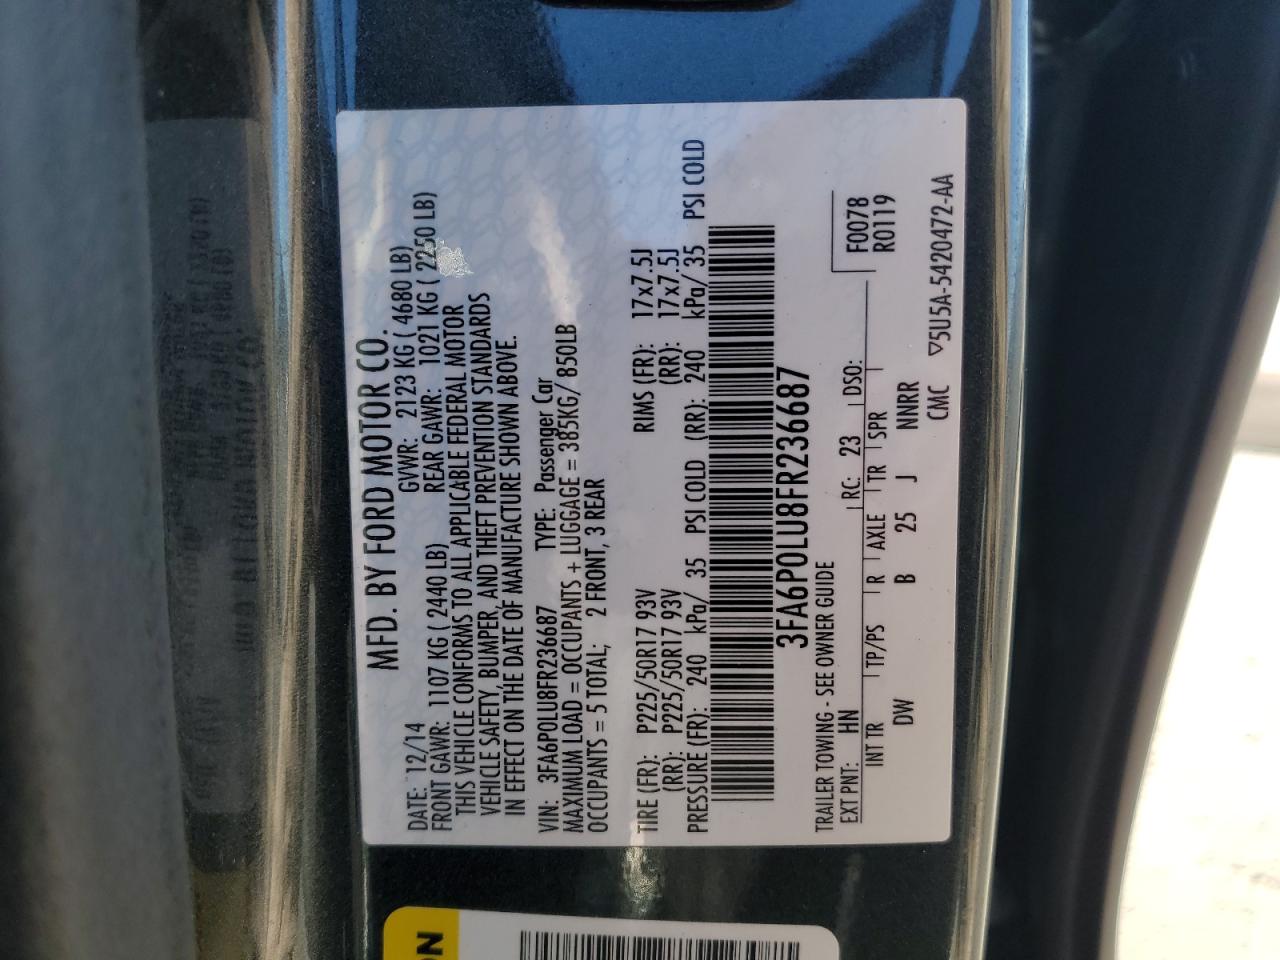 MFD. BY FORD MOTOR CO.
DATE: 12/14 GVWR: 2123 KG ( 4680 LB)
FRONT GAWR: 1107 KG ( 2440 LB) REAR GAWR: 1021 KG ( 2250 LB)
THIS VEHICLE CONFORMS TO ALL APPLICABLE FEDERAL MOTOR
VEHICLE SAFETY, BUMPER, AND THEFT PREVENTION STANDARDS
IN EFFECT ON THE DATE OF MANUFACTURE SHOWN ABOVE.
VIN: 3FA6P0LU8FR236687 TYPE: Passenger Car
MAXIMUM LOAD = OCCUPANTS + LUGGAGE = 385KG/ 850LB
OCCUPANTS = 5 TOTAL; 2 FRONT, 3 REAR
TIRE (FR): P225/50R17 93V RIMS (FR): 17x7.5J
(RR): P225/50R17 93V (RR): 17x7.5J
PRESSURE (FR): 240 kPa/ 35 PSI COLD (RR): 240 kPa/ 35 PSI COLD
3FA6P0LU8FR236687
TRAILER TOWING - SEE OWNER GUIDE
EXT PNT: HN RC: 23 DSO: F0078
INT TR TP/PS R AXLE TR SPR R0119
DW B 25 J NNRR
CMC ▽5U5A-5420472-AA
ON